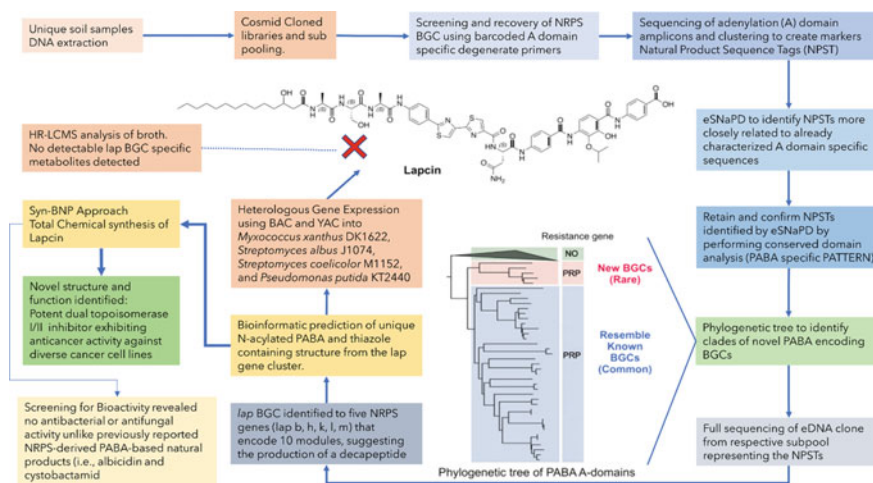 Unique soil samples
DNA extraction
Cosmid Cloned
libraries and sub
pooling.
Screening and recovery of NRPS
BGC using barcoded A domain
specific degenerate primers
Sequencing of adenylation (A) domain
amplicons and clustering to create markers
Natural Product Sequence Tags (NPST)
eSNaPD to identify NPSTs more
closely related to already
characterized A domain specific
sequences
Retain and confirm NPSTs
identified by eSNaPD by
performing conserved domain
analysis (PABA specific PATTERN)
Phylogenetic tree to identify
clades of novel PABA encoding
BGCs
Full sequencing of eDNA clone
from respective subpool
representing the NPSTs
Resistance gene
NO
PRP
New BGCs
(Rare)
PRP
Resemble
Known
BGCs
(Common)
Phylogenetic tree of PABA A-domains
lap BGC identified to five NRPS
genes (lap b, h, k, l, m) that
encode 10 modules, suggesting
the production of a decapeptide
Bioinformatic prediction of unique
N-acylated PABA and thiazole
containing structure from the lap
gene cluster.
Heterologous Gene Expression
using BAC and YAC into
Myxococcus xanthus DK1622,
Streptomyces albus J1074,
Streptomyces coelicolor M1152,
and Pseudomonas putida KT2440
HR-LCMS analysis of broth.
No detectable lap BGC specific
metabolites detected
Lapcin
Syn-BNP Approach
Total Chemical synthesis of
Lapcin
Novel structure and
function identified:
Potent dual topoisomerase
I/II inhibitor exhibiting
anticancer activity against
diverse cancer cell lines
Screening for Bioactivity revealed
no antibacterial or antifungal
activity unlike previously reported
NRPS-derived PABA-based natural
products (i.e., albicidin and
cystobactamid